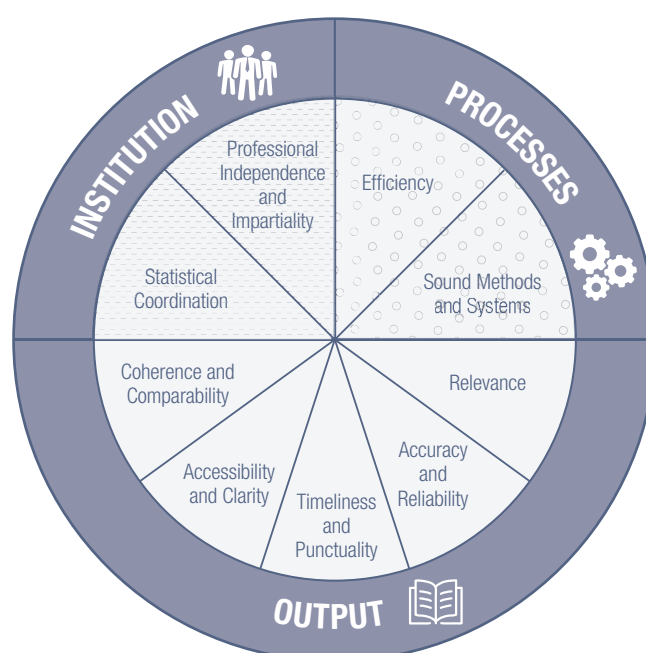 INSTITUTION
PROCESSES
Professional
Independence
and
Impartiality
Efficiency
Statistical
Coordination
Sound Methods
and Systems
Coherence and
Comparability
Relevance
Accessibility
and Clarity
Timeliness
and
Punctuality
Accuracy
and
Reliability
OUTPUT